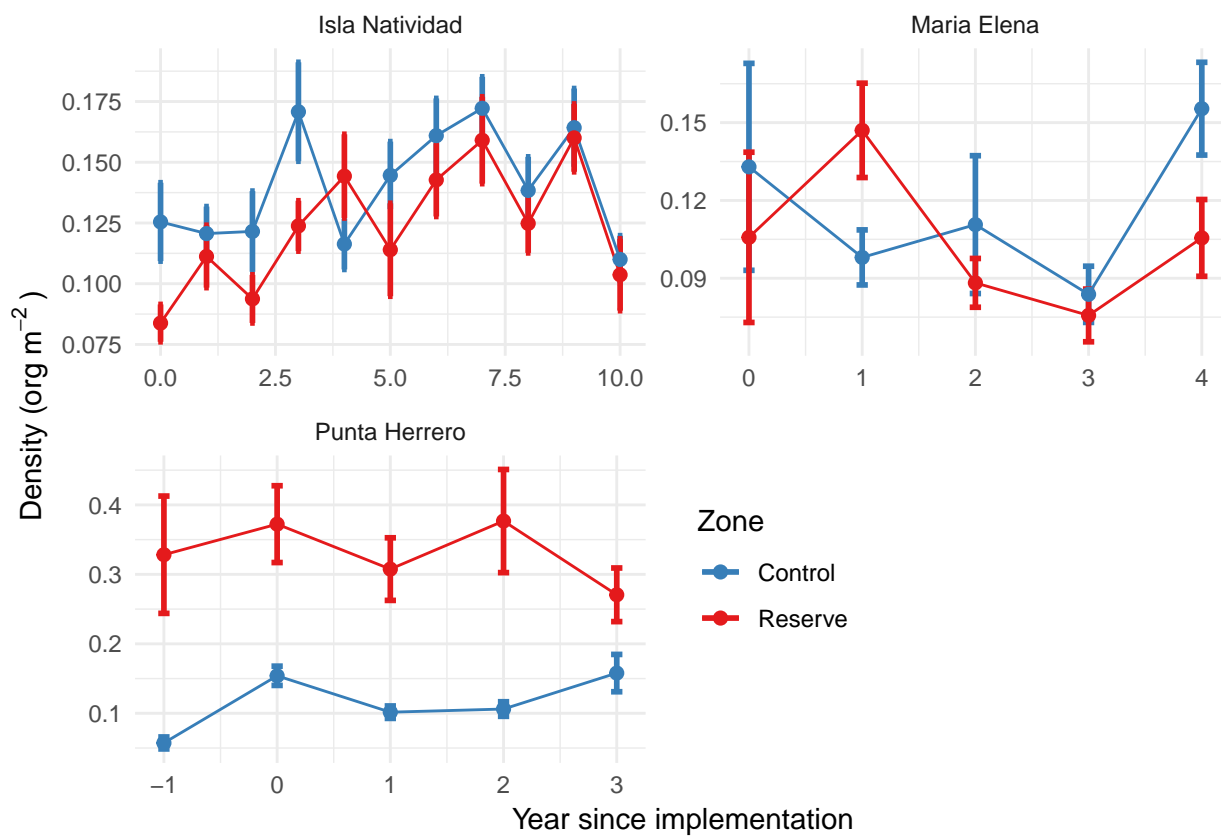 Isla Natividad
Maria Elena
0.175
0.150
0.125
0.100
0.075
0.0 2.5 5.0 7.5 10.0
0.15
0.12
0.09
0 1 2 3 4
Density (org m⁻²)
Punta Herrero
0.4
0.3
0.2
0.1
−1 0 1 2 3
Zone
Control
Reserve
Year since implementation